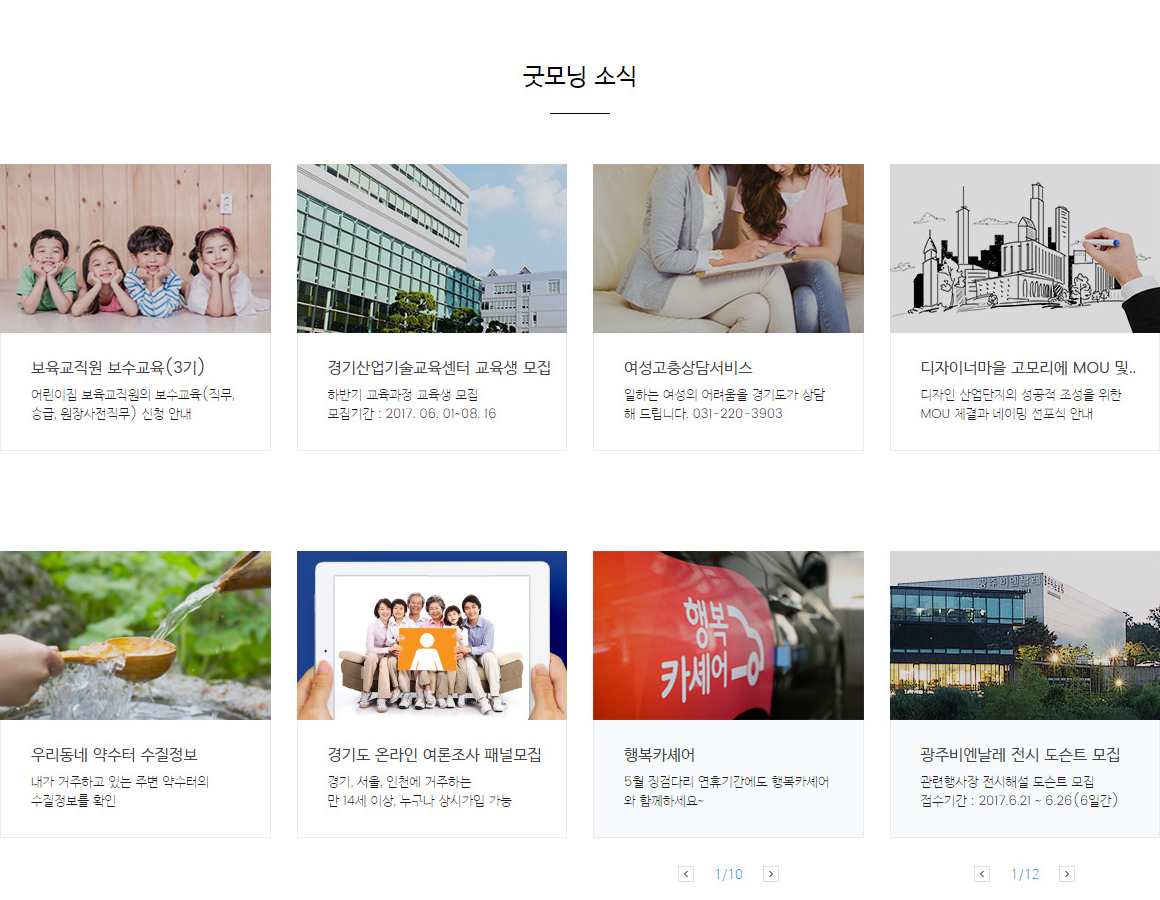 굿모닝 소식
보육교직원 보수교육(3기)
어린이집 보육교직원의 보수교육(직무,
승급, 원장사전직무) 신청 안내
경기산업기술교육센터 교육생 모집
하반기 교육과정 교육생 모집
모집기간 : 2017. 06. 01~08. 16
여성고충상담서비스
일하는 여성의 어려움을 경기도가 상담
해 드립니다. 031-220-3903
디자이너마을 고모리에 MOU 및..
디자인 산업단지의 성공적 조성을 위한
MOU 체결과 네이밍 선포식 안내
행복
카셰어
광주비엔날레
우리동네 약수터 수질정보
내가 거주하고 있는 주변 약수터의
수질정보를 확인
경기도 온라인 여론조사 패널모집
경기, 서울, 인천에 거주하는
만 14세 이상, 누구나 상시가입 가능
행복카셰어
5월 징검다리 연휴기간에도 행복카셰어
와 함께하세요~
광주비엔날레 전시 도슨트 모집
관련행사장 전시해설 도슨트 모집
접수기간 : 2017.6.21 ~ 6.26(6일간)
< 1/10 >
< 1/12 >